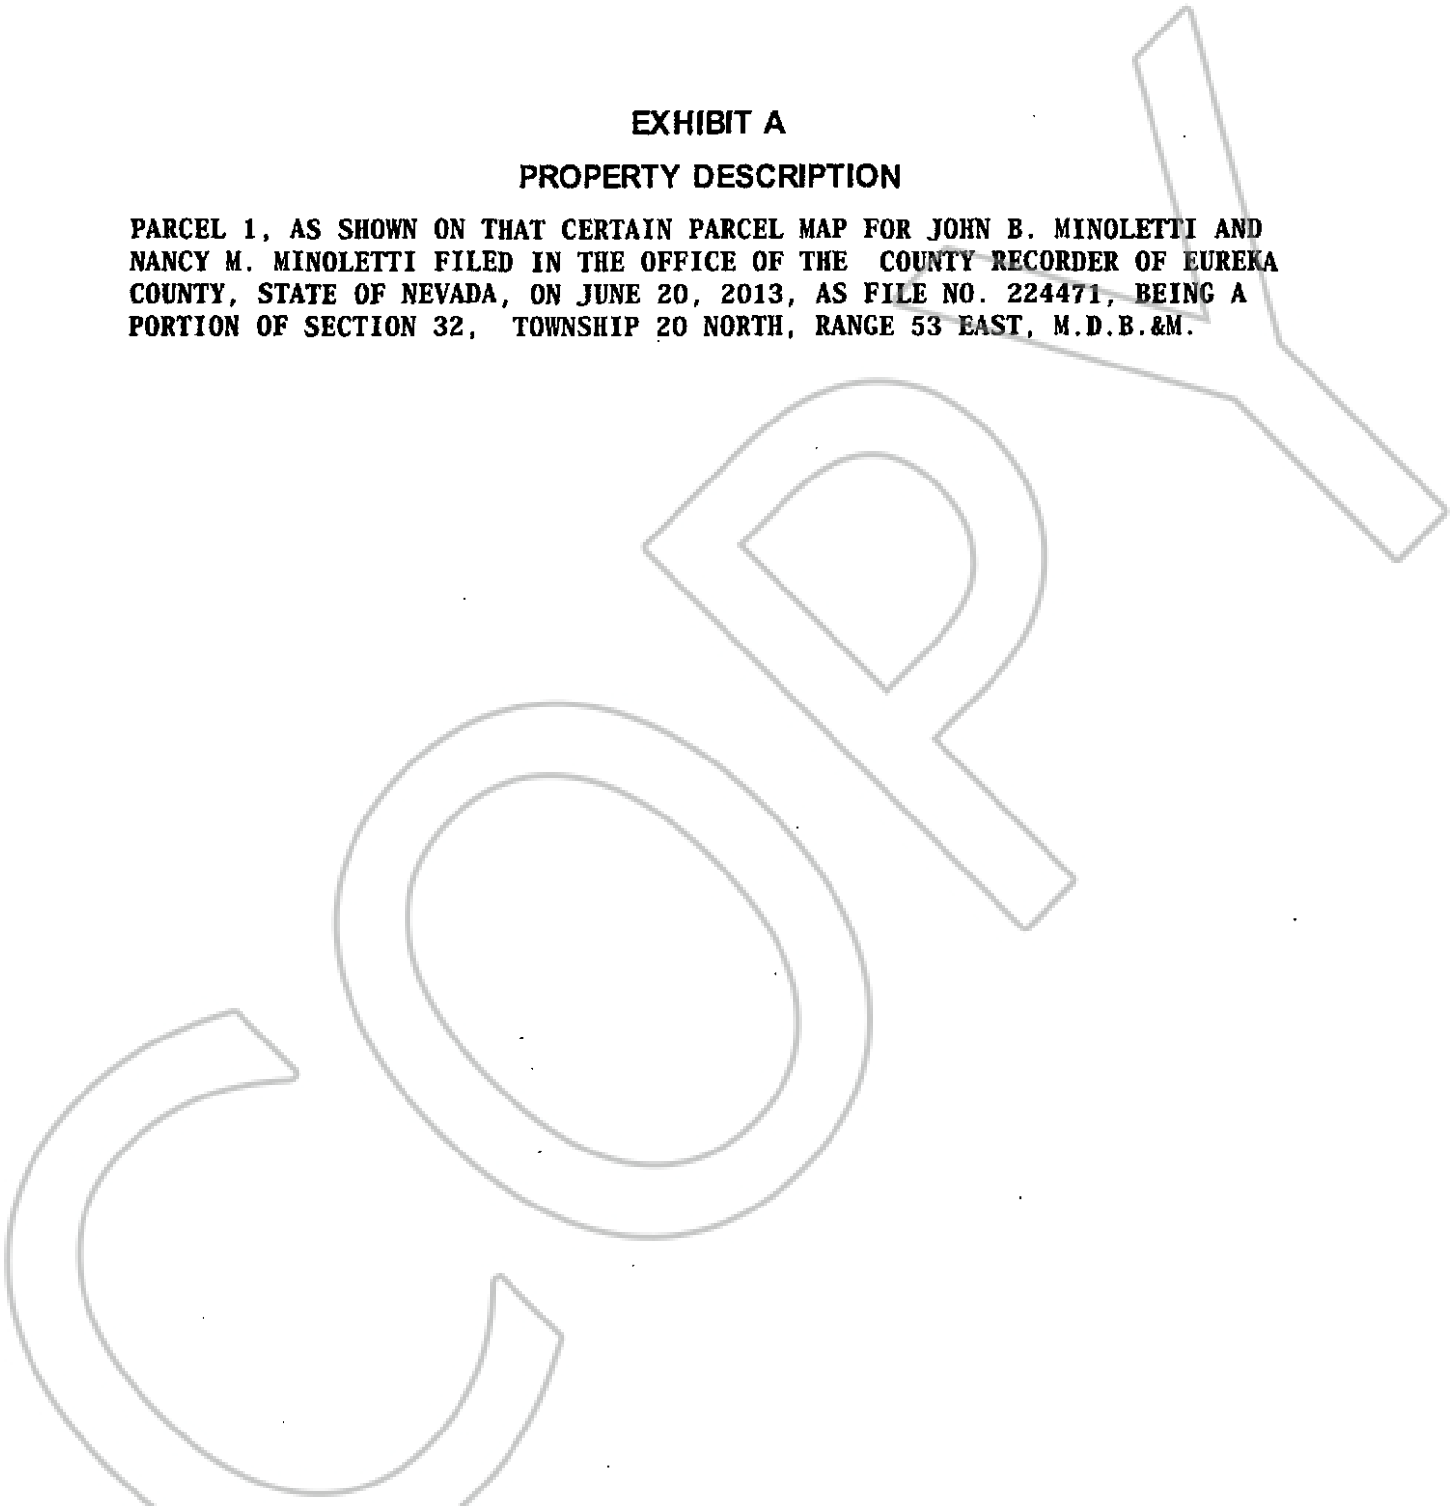 EXHIBIT A
PROPERTY DESCRIPTION
PARCEL 1, AS SHOWN ON THAT CERTAIN PARCEL MAP FOR JOHN B. MINOLETTI AND
NANCY M. MINOLETTI FILED IN THE OFFICE OF THE COUNTY RECORDER OF EUREKA
COUNTY, STATE OF NEVADA, ON JUNE 20, 2013, AS FILE NO. 224471, BEING A
PORTION OF SECTION 32, TOWNSHIP 20 NORTH, RANGE 53 EAST, M.D.B.&M.
COPY